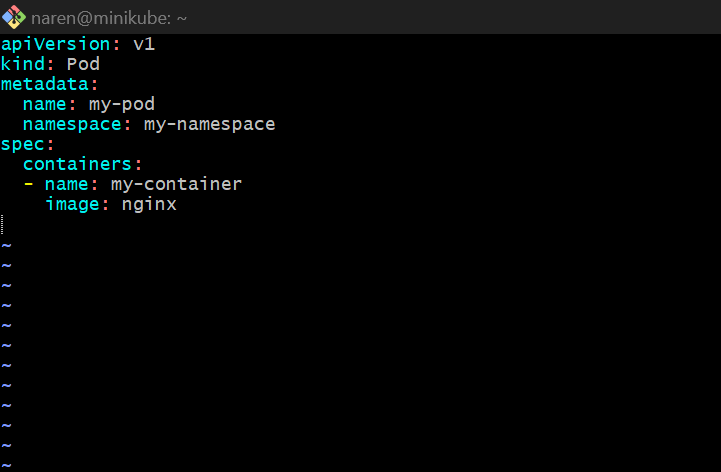 naren@minikube: ~
apiVersion: v1
kind: Pod
metadata:
  name: my-pod
  namespace: my-namespace
spec:
  containers:
  - name: my-container
    image: nginx
~
~
~
~
~
~
~
~
~
~
~
~